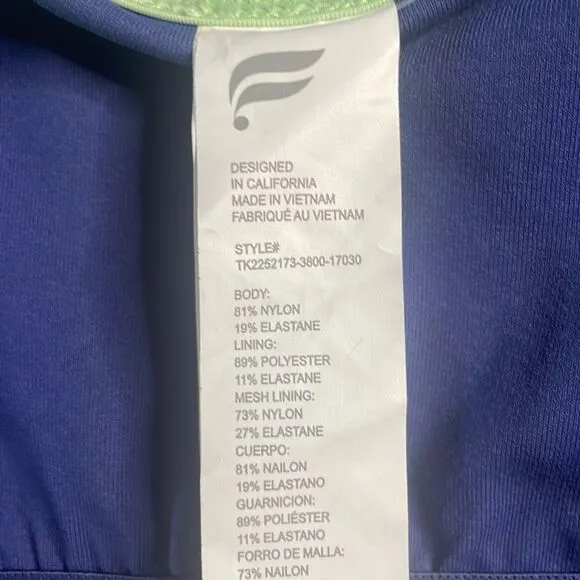 DESIGNED
IN CALIFORNIA
MADE IN VIETNAM
FABRIQUÉ AU VIETNAM
STYLE#
TK2252173-3800-17030
BODY:
81% NYLON
19% ELASTANE
LINING:
89% POLYESTER
11% ELASTANE
MESH LINING:
73% NYLON
27% ELASTANE
CUERPO:
81% NAILON
19% ELASTANO
GUARNICION:
89% POLIÉSTER
11% ELASTANO
FORRO DE MALLA:
73% NAILON